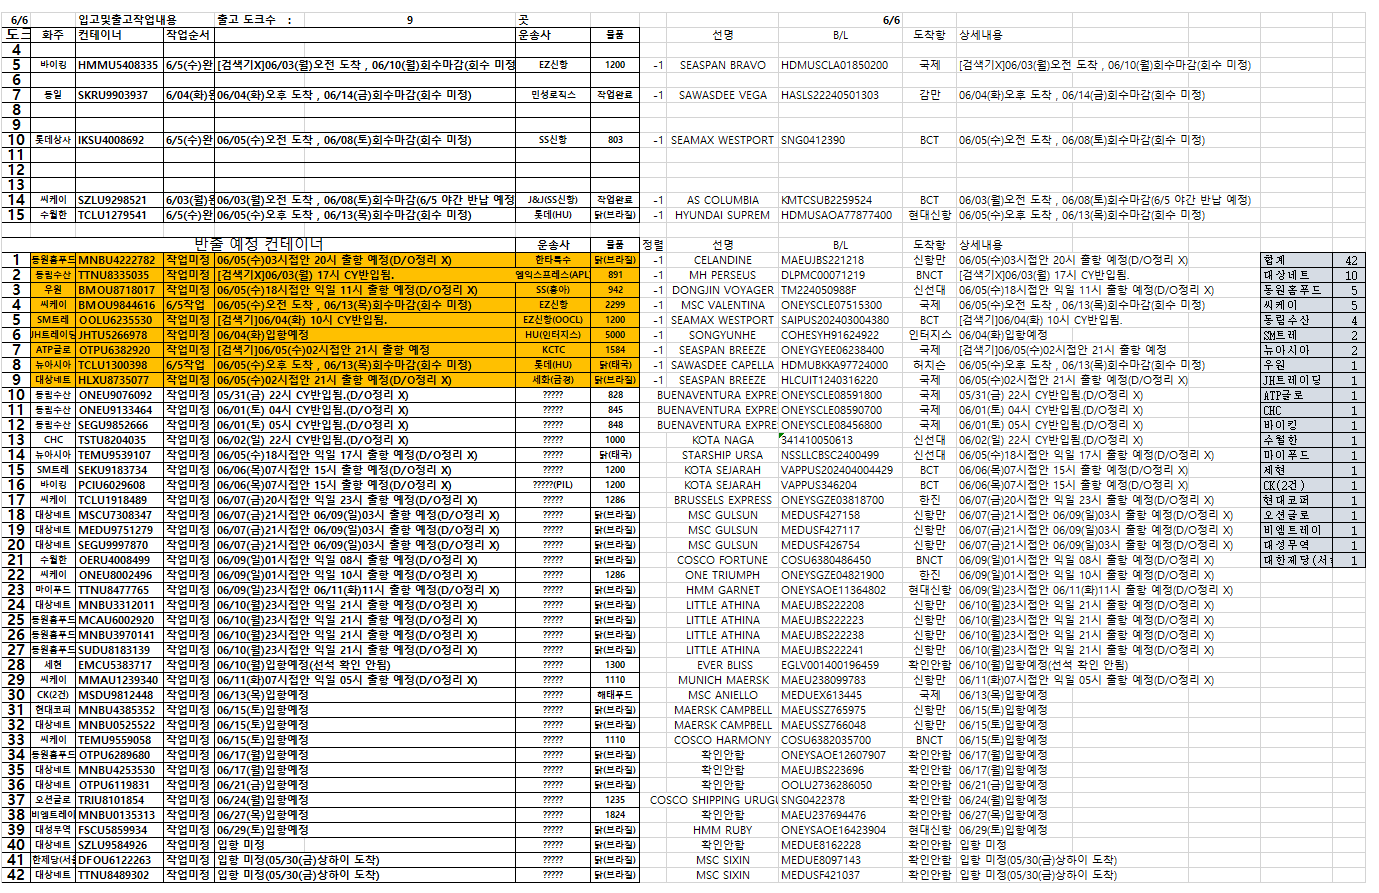 6/6 입고및출고작업내용 출고 도크수 : 9 곳 6/6
도크 화주 컨테이너 작업순서 운송사 물품 선명 B/L 도착항 상세내용
4
5 바이킹 HMMU5408335 6/5(수)완 [검색기X]06/03(월)오전 도착 , 06/10(월)회수마감(회수 미정) EZ신항 1200 -1 SEASPAN BRAVO HDMUSCLA01850200 국제 [검색기X]06/03(월)오전 도착 , 06/10(월)회수마감(회수 미정)
6
7 동일 SKRU9903937 6/04(화)완 06/04(화)오후 도착 , 06/14(금)회수마감(회수 미정) 민성로직스 작업완료 -1 SAWASDEE VEGA HASLS22240501303 감만 06/04(화)오후 도착 , 06/14(금)회수마감(회수 미정)
8
9
10 롯데상사 IKSU4008692 6/5(수)완 06/05(수)오전 도착 , 06/08(토)회수마감(회수 미정) SS신항 803 -1 SEAMAX WESTPORT SNG0412390 BCT 06/05(수)오전 도착 , 06/08(토)회수마감(회수 미정)
11
12
13
14 씨케이 SZLU9298521 6/03(월)완 06/03(월)오전 도착 , 06/08(토)회수마감(6/5 야간 반납 예정 J&J(SS신항) 작업완료 -1 AS COLUMBIA KMTCSUB2259524 BCT 06/03(월)오전 도착 , 06/08(토)회수마감(6/5 야간 반납 예정)
15 수월한 TCLU1279541 6/5(수)완 06/05(수)오후 도착 , 06/13(목)회수마감(회수 미정) 롯데(HU) 닭(브라질) -1 HYUNDAI SUPREM HDMUSAOA77877400 현대신항 06/05(수)오후 도착 , 06/13(목)회수마감(회수 미정)
반출 예정 컨테이너 운송사 물품 정렬 선명 B/L 도착항 상세내용
1 동원홈푸드 MNBU4222782 작업미정 06/05(수)03시접안 20시 출항 예정(D/O정리 X) 한타특수 닭(브라질) -1 CELANDINE MAEUJBS221218 신항만 06/05(수)03시접안 20시 출항 예정(D/O정리 X) 합계 42
2 동림수산 TTNU8335035 작업미정 [검색기X]06/03(월) 17시 CY반입됨. 엠익스프레스(APL 891 -1 MH PERSEUS DLPMC00071219 BNCT [검색기X]06/03(월) 17시 CY반입됨. 대상네트 10
3 우원 BMOU8718017 작업미정 06/05(수)18시접안 익일 11시 출항 예정(D/O정리 X) SS(흥아) 942 -1 DONGJIN VOYAGER TM224050988F 신선대 06/05(수)18시접안 익일 11시 출항 예정(D/O정리 X) 동원홈푸드 5
4 씨케이 BMOU9844616 6/5작업 06/05(수)오전 도착 , 06/13(목)회수마감(회수 미정) EZ신항 2299 -1 MSC VALENTINA ONEYSCLE07515300 국제 06/05(수)오전 도착 , 06/13(목)회수마감(회수 미정) 씨케이 5
5 SM트레 OOLU6235530 작업미정 [검색기]06/04(화) 10시 CY반입됨. EZ신항(OOCL) 1200 -1 SEAMAX WESTPORT SAIPUS202403004380 BCT [검색기]06/04(화) 10시 CY반입됨. 동림수산 4
6 JH트레이딩 JHTU5266978 작업미정 06/04(화)입항예정 HU(인터지스) 5000 -1 SONGYUNHE COHESYH91624922 인터지스 06/04(화)입항예정 SM트레 2
7 ATP글로 OTPU6382920 작업미정 [검색기]06/05(수)02시접안 21시 출항 예정 KCTC 1584 -1 SEASPAN BREEZE ONEYGYEE06238400 국제 [검색기]06/05(수)02시접안 21시 출항 예정 뉴아시아 2
8 뉴아시아 TCLU1300398 6/5작업 06/05(수)오후 도착 , 06/13(목)회수마감(회수 미정) 롯데(HU) 닭(태국) -1 SAWASDEE CAPELLA HDMUBKKA97724000 허치슨 06/05(수)오후 도착 , 06/13(목)회수마감(회수 미정) 우원 1
9 대상네트 HLXU8735077 작업미정 06/05(수)02시접안 21시 출항 예정(D/O정리 X) 세화(금경) 닭(브라질) -1 SEASPAN BREEZE HLCUIT1240316220 국제 06/05(수)02시접안 21시 출항 예정(D/O정리 X) JH트레이딩 1
10 동림수산 ONEU9076092 작업미정 05/31(금) 22시 CY반입됨.(D/O정리 X) ????? 828 BUENAVENTURA EXPRE ONEYSCLE08591800 국제 05/31(금) 22시 CY반입됨.(D/O정리 X) ATP글로 1
11 동림수산 ONEU9133464 작업미정 06/01(토) 04시 CY반입됨.(D/O정리 X) ????? 845 BUENAVENTURA EXPRE ONEYSCLE08590700 국제 06/01(토) 04시 CY반입됨.(D/O정리 X) CHC 1
12 동림수산 SEGU9852666 작업미정 06/01(토) 05시 CY반입됨.(D/O정리 X) ????? 848 BUENAVENTURA EXPRE ONEYSCLE08456800 국제 06/01(토) 05시 CY반입됨.(D/O정리 X) 바이킹 1
13 CHC TSTU8204035 작업미정 06/02(일) 22시 CY반입됨.(D/O정리 X) ????? 1000 KOTA NAGA 341410050613 신선대 06/02(일) 22시 CY반입됨.(D/O정리 X) 수월한 1
14 뉴아시아 TEMU9539107 작업미정 06/05(수)18시접안 익일 17시 출항 예정(D/O정리 X) ????? 닭(태국) STARSHIP URSA NSSLLCBSC2400499 신선대 06/05(수)18시접안 익일 17시 출항 예정(D/O정리 X) 마이푸드 1
15 SM트레 SEKU9183734 작업미정 06/06(목)07시접안 15시 출항 예정(D/O정리 X) ????? 1200 KOTA SEJARAH VAPPUS202404004429 BCT 06/06(목)07시접안 15시 출항 예정(D/O정리 X) 세현 1
16 바이킹 PCIU6029608 작업미정 06/06(목)07시접안 15시 출항 예정(D/O정리 X) ?????(PIL) 1200 KOTA SEJARAH VAPPUS346204 BCT 06/06(목)07시접안 15시 출항 예정(D/O정리 X) CK(2건) 1
17 씨케이 TCLU1918489 작업미정 06/07(금)20시접안 익일 23시 출항 예정(D/O정리 X) ????? 1286 BRUSSELS EXPRESS ONEYSGZE03818700 한진 06/07(금)20시접안 익일 23시 출항 예정(D/O정리 X) 현대코퍼 1
18 대상네트 MSCU7308347 작업미정 06/07(금)21시접안 06/09(일)03시 출항 예정(D/O정리 X) ????? 닭(브라질) MSC GULSUN MEDUSF427158 신항만 06/07(금)21시접안 06/09(일)03시 출항 예정(D/O정리 X) 오션글로 1
19 대상네트 MEDU9751279 작업미정 06/07(금)21시접안 06/09(일)03시 출항 예정(D/O정리 X) ????? 닭(브라질) MSC GULSUN MEDUSF427117 신항만 06/07(금)21시접안 06/09(일)03시 출항 예정(D/O정리 X) 비엠트레이 1
20 대상네트 SEGU9997870 작업미정 06/07(금)21시접안 06/09(일)03시 출항 예정(D/O정리 X) ????? 닭(브라질) MSC GULSUN MEDUSF426754 신항만 06/07(금)21시접안 06/09(일)03시 출항 예정(D/O정리 X) 대성무역 1
21 수월한 OERU4008499 작업미정 06/09(일)01시접안 익일 08시 출항 예정(D/O정리 X) ????? 닭(브라질) COSCO FORTUNE COSU6380486450 BNCT 06/09(일)01시접안 익일 08시 출항 예정(D/O정리 X) 대한제당(서울 1
22 씨케이 ONEU8002496 작업미정 06/09(일)01시접안 익일 10시 출항 예정(D/O정리 X) ????? 1286 ONE TRIUMPH ONEYSGZE04821900 한진 06/09(일)01시접안 익일 10시 출항 예정(D/O정리 X)
23 마이푸드 TTNU8477765 작업미정 06/09(일)23시접안 06/11(화)11시 출항 예정(D/O정리 X) ????? 닭(브라질) HMM GARNET ONEYSAOE11364802 현대신항 06/09(일)23시접안 06/11(화)11시 출항 예정(D/O정리 X)
24 대상네트 MNBU3312011 작업미정 06/10(월)23시접안 익일 21시 출항 예정(D/O정리 X) ????? 닭(브라질) LITTLE ATHINA MAEUJBS222208 신항만 06/10(월)23시접안 익일 21시 출항 예정(D/O정리 X)
25 동원홈푸드 MCAU6002920 작업미정 06/10(월)23시접안 익일 21시 출항 예정(D/O정리 X) ????? 닭(브라질) LITTLE ATHINA MAEUJBS222223 신항만 06/10(월)23시접안 익일 21시 출항 예정(D/O정리 X)
26 동원홈푸드 MNBU3970141 작업미정 06/10(월)23시접안 익일 21시 출항 예정(D/O정리 X) ????? 닭(브라질) LITTLE ATHINA MAEUJBS222238 신항만 06/10(월)23시접안 익일 21시 출항 예정(D/O정리 X)
27 동원홈푸드 SUDU8183139 작업미정 06/10(월)23시접안 익일 21시 출항 예정(D/O정리 X) ????? 닭(브라질) LITTLE ATHINA MAEUJBS222241 신항만 06/10(월)23시접안 익일 21시 출항 예정(D/O정리 X)
28 세현 EMCU5383717 작업미정 06/10(월)입항예정(선석 확인 안됨) ????? 1300 EVER BLISS EGLV001400196459 확인안함 06/10(월)입항예정(선석 확인 안됨)
29 씨케이 MMAU1239340 작업미정 06/11(화)07시접안 익일 05시 출항 예정(D/O정리 X) ????? 1110 MUNICH MAERSK MAEU238099783 신항만 06/11(화)07시접안 익일 05시 출항 예정(D/O정리 X)
30 CK(2건) MSDU9812448 작업미정 06/13(목)입항예정 ????? 해태푸드 MSC ANIELLO MEDUEX613445 국제 06/13(목)입항예정
31 현대코퍼 MNBU4385352 작업미정 06/15(토)입항예정 ????? 닭(브라질) MAERSK CAMPBELL MAEUSSZ765975 신항만 06/15(토)입항예정
32 대상네트 MNBU0525522 작업미정 06/15(토)입항예정 ????? 닭(브라질) MAERSK CAMPBELL MAEUSSZ766048 신항만 06/15(토)입항예정
33 씨케이 TEMU9559058 작업미정 06/15(토)입항예정 ????? 1110 COSCO HARMONY COSU6382035700 BNCT 06/15(토)입항예정
34 동원홈푸드 OTPU6289680 작업미정 06/17(월)입항예정 ????? 닭(브라질) 확인안함 ONEYSAOE12607907 확인안함 06/17(월)입항예정
35 대상네트 MNBU4253530 작업미정 06/17(월)입항예정 ????? 닭(브라질) 확인안함 MAEUJBS223696 확인안함 06/17(월)입항예정
36 대상네트 OTPU6119831 작업미정 06/21(금)입항예정 ????? 닭(브라질) 확인안함 OOLU2736286050 확인안함 06/21(금)입항예정
37 오션글로 TRIU8101854 작업미정 06/24(월)입항예정 ????? 1235 COSCO SHIPPING URUGU SNG0422378 확인안함 06/24(월)입항예정
38 비엠트레이 MNBU0135313 작업미정 06/27(목)입항예정 ????? 1824 확인안함 MAEU237694476 확인안함 06/27(목)입항예정
39 대성무역 FSCU5859934 작업미정 06/29(토)입항예정 ????? 닭(브라질) HMM RUBY ONEYSAOE16423904 현대신항 06/29(토)입항예정
40 대상네트 SZLU9584926 작업미정 입항 미정 ????? 닭(브라질) 확인안함 MEDUE8162228 확인안함 입항 미정
41 한제당(서울 DFOU6122263 작업미정 입항 미정(05/30(금)상하이 도착) ????? 닭(브라질) MSC SIXIN MEDUE8097143 확인안함 입항 미정(05/30(금)상하이 도착)
42 대상네트 TTNU8489302 작업미정 입항 미정(05/30(금)상하이 도착) ????? 닭(브라질) MSC SIXIN MEDUSF421037 확인안함 입항 미정(05/30(금)상하이 도착)